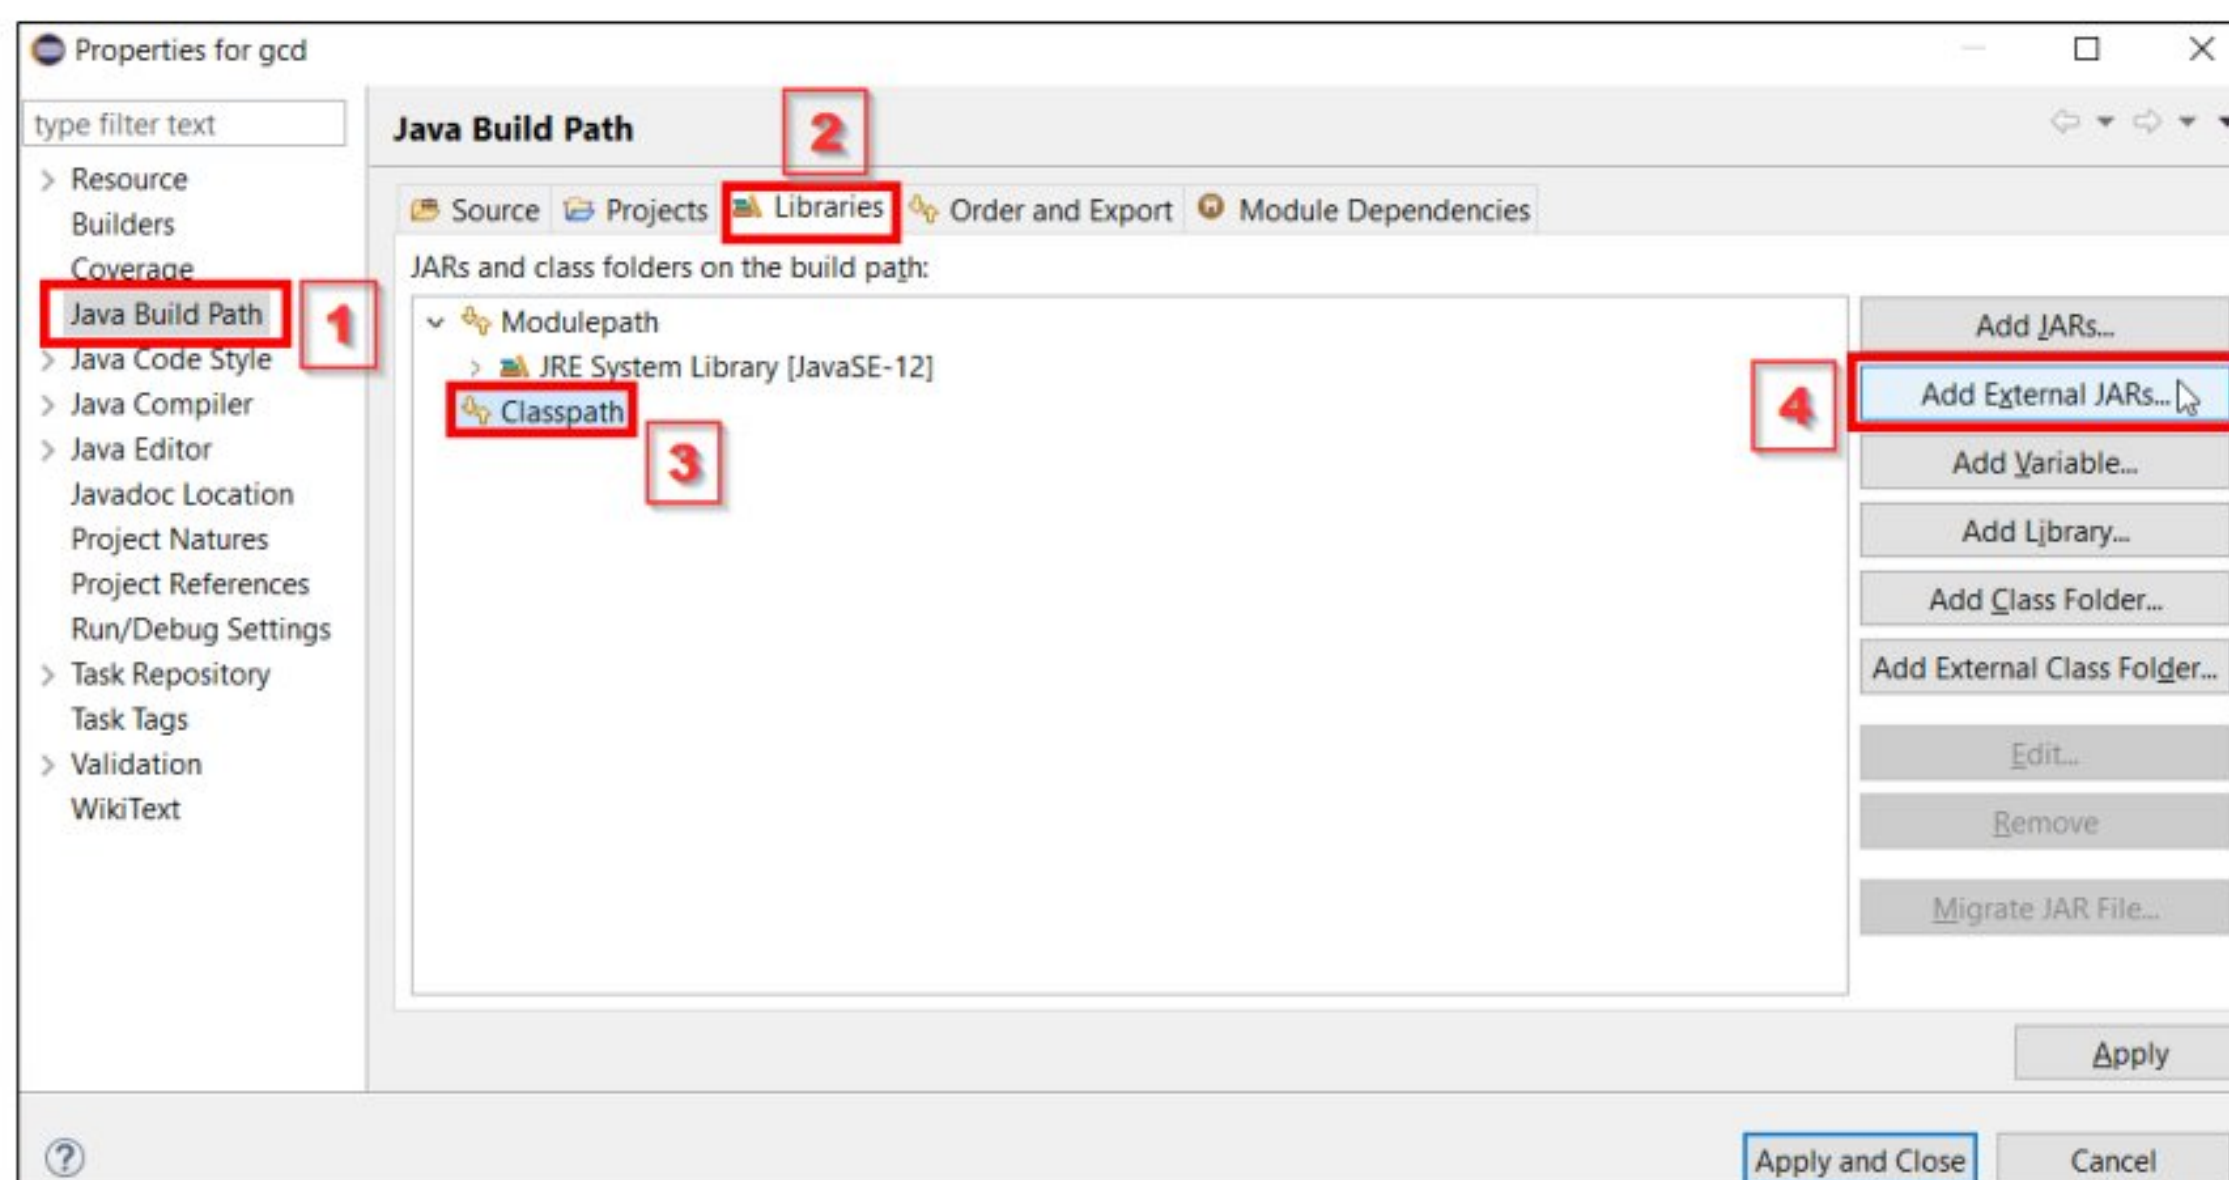 Properties for gcd
type filter text
Resource
Builders
Coverage
Java Build Path
1
Java Code Style
Java Compiler
Java Editor
Javadoc Location
Project Natures
Project References
Run/Debug Settings
Task Repository
Task Tags
Validation
WikiText
Java Build Path
2
Source Projects Libraries Order and Export Module Dependencies
JARs and class folders on the build path:
Modulepath
JRE System Library [JavaSE-12]
Classpath
3
4
Add JARs...
Add External JARs...
Add Variable...
Add Library...
Add Class Folder...
Add External Class Folder...
Edit...
Remove
Migrate JAR File...
Apply
?
Apply and Close
Cancel